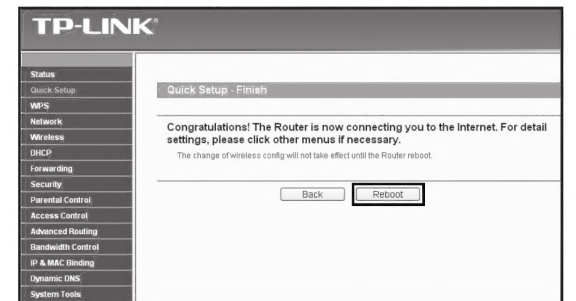 TP-LINK®
Status
Quick Setup
WPS
Network
Wireless
DHCP
Forwarding
Security
Parental Control
Access Control
Advanced Routing
Bandwidth Control
IP & MAC Binding
Dynamic DNS
System Tools
Quick Setup - Finish
Congratulations! The Router is now connecting you to the Internet. For detail
settings, please click other menus if necessary.
The change of wireless config will not take effect until the Router reboot.
Back Reboot